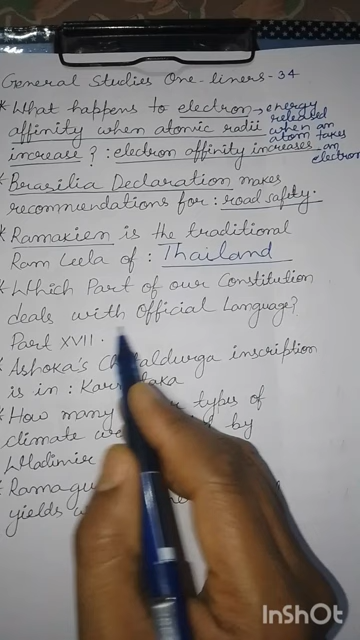 General Studies One-liners-34
* What happens to electron → energy
affinity when atomic radii released
when an
atom takes
an
electron
increase? : electron affinity increases
* Brasilia Declaration makes
recommendations for: road safety.
* Ramakien is the traditional
Ram Leela of : Thailand
* Which Part of our Constitution
deals with Official Language?
Part XVII.
* Ashoka's inscription
is in :
* How many types of
climate by
Wladimir
* Rama
yields
InShOt